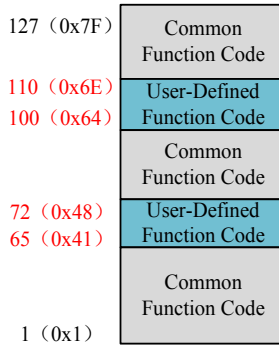 127 (0x7F)
Common
Function Code
110（0x6E）
100（0x64）
User-Defined
Function Code
Common
Function Code
72（0x48）
65（0x41）
User-Defined
Function Code
Common
Function Code
1 (0x1)